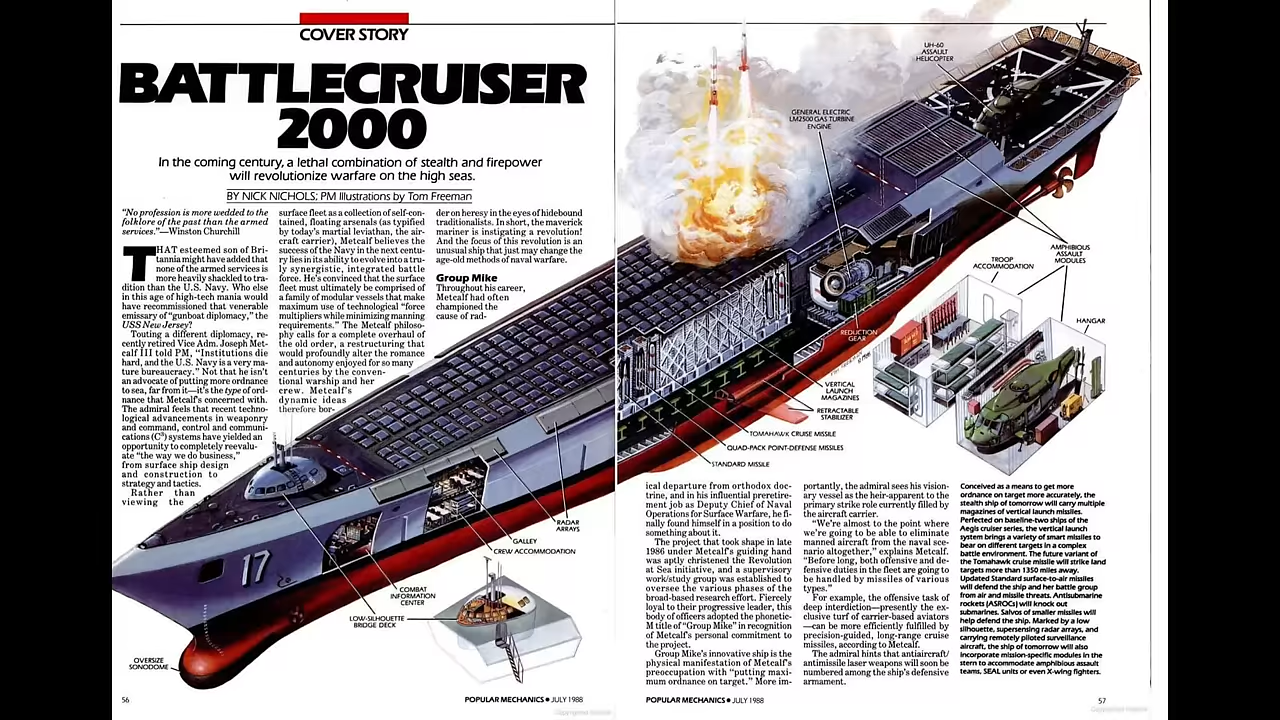 COVER STORY
BATTLECRUISER
2000
In the coming century, a lethal combination of stealth and firepower
will revolutionize warfare on the high seas.
BY NICK NICHOLS; PM Illustrations by Tom Freeman
"No profession is more wedded to the
folklore of the past than the armed
services."—Winston Churchill
THAT esteemed son of Bri-
tannia might have added that
none of the armed services is
more heavily shackled to tra-
dition than the U.S. Navy. Who else
in this age of high-tech mania would
have recommissioned that venerable
emissary of "gunboat diplomacy," the
USS New Jersey?
Touting a different diplomacy, re-
cently retired Vice Adm. Joseph Met-
calf III told PM, "Institutions die
hard, and the U.S. Navy is a very ma-
ture bureaucracy." Not that he isn't
an advocate of putting more ordnance
to sea, far from it—it's the type of ord-
nance that Metcalf's concerned with.
The admiral feels that recent techno-
logical advancements in weaponry
and command, control and communi-
cations (C³) systems have yielded an
opportunity to completely reevalu-
ate "the way we do business,"
from surface ship design
and construction to
strategy and tactics.
Rather than
viewing the
surface fleet as a collection of self-con-
tained, floating arsenals (as typified
by today's martial leviathan, the air-
craft carrier), Metcalf believes the
success of the Navy in the next centu-
ry lies in its ability to evolve into a tru-
ly synergistic, integrated battle
force. He's convinced that the surface
fleet must ultimately be comprised of
a family of modular vessels that make
maximum use of technological "force
multipliers while minimizing manning
requirements." The Metcalf philoso-
phy calls for a complete overhaul of
the old order, a restructuring that
would profoundly alter the romance
and autonomy enjoyed for so many
centuries by the conven-
tional warship and her
crew. Metcalf's
dynamic ideas
therefore bor-
der on heresy in the eyes of hidebound
traditionalists. In short, the maverick
mariner is instigating a revolution!
And the focus of this revolution is an
unusual ship that just may change the
age-old methods of naval warfare.
Group Mike
Throughout his career,
Metcalf had often
championed the
cause of rad-
UH-60
ASSAULT
HELICOPTER
GENERAL ELECTRIC
LM2500 GAS TURBINE
ENGINE
AMPHIBIOUS
ASSAULT
MODULES
TROOP
ACCOMMODATION
HANGAR
REDUCTION
GEAR
VERTICAL
LAUNCH
MAGAZINES
RETRACTABLE
STABILIZER
TOMAHAWK CRUISE MISSILE
QUAD-PACK POINT-DEFENSE MISSILES
STANDARD MISSILE
RADAR
ARRAYS
GALLEY
CREW ACCOMMODATION
17
COMBAT
INFORMATION
CENTER
LOW-SILHOUETTE
BRIDGE DECK
OVERSIZE
SONODOME
ical departure from orthodox doc-
trine, and in his influential preretire-
ment job as Deputy Chief of Naval
Operations for Surface Warfare, he fi-
nally found himself in a position to do
something about it.
The project that took shape in late
1986 under Metcalf's guiding hand
was aptly christened the Revolution
at Sea initiative, and a supervisory
work/study group was established to
oversee the various phases of the
broad-based research effort. Fiercely
loyal to their progressive leader, this
body of officers adopted the phonetic-
M title of "Group Mike" in recognition
of Metcalf's personal commitment to
the project.
Group Mike's innovative ship is the
physical manifestation of Metcalf's
preoccupation with "putting maxi-
mum ordnance on target." More im-
portantly, the admiral sees his vision-
ary vessel as the heir-apparent to the
primary strike role currently filled by
the aircraft carrier.
"We're almost to the point where
we're going to be able to eliminate
manned aircraft from the naval sce-
nario altogether," explains Metcalf.
"Before long, both offensive and de-
fensive duties in the fleet are going to
be handled by missiles of various
types."
For example, the offensive task of
deep interdiction—presently the ex-
clusive turf of carrier-based aviators
—can be more efficiently fulfilled by
precision-guided, long-range cruise
missiles, according to Metcalf.
The admiral hints that antiaircraft/
antimissile laser weapons will soon be
numbered among the ship's defensive
armament.
Conceived as a means to get more
ordnance on target more accurately, the
stealth ship of tomorrow will carry multiple
magazines of vertical launch missiles.
Perfected on baseline-two ships of the
Aegis cruiser series, the vertical launch
system brings a variety of smart missiles to
bear on different targets in a complex
battle environment. The future variant of
the Tomahawk cruise missile will strike land
targets more than 1350 miles away.
Updated Standard surface-to-air missiles
will defend the ship and her battle group
from air and missile threats. Antisubmarine
rockets (ASROCs) will knock out
submarines. Salvos of smaller missiles will
help defend the ship. Marked by a low
silhouette, supersensing radar arrays, and
carrying remotely piloted surveillance
aircraft, the ship of tomorrow will also
incorporate mission-specific modules in the
stern to accommodate amphibious assault
teams, SEAL units or even X-wing fighters.
56
POPULAR MECHANICS • JULY 1988
POPULAR MECHANICS • JULY 1988
57